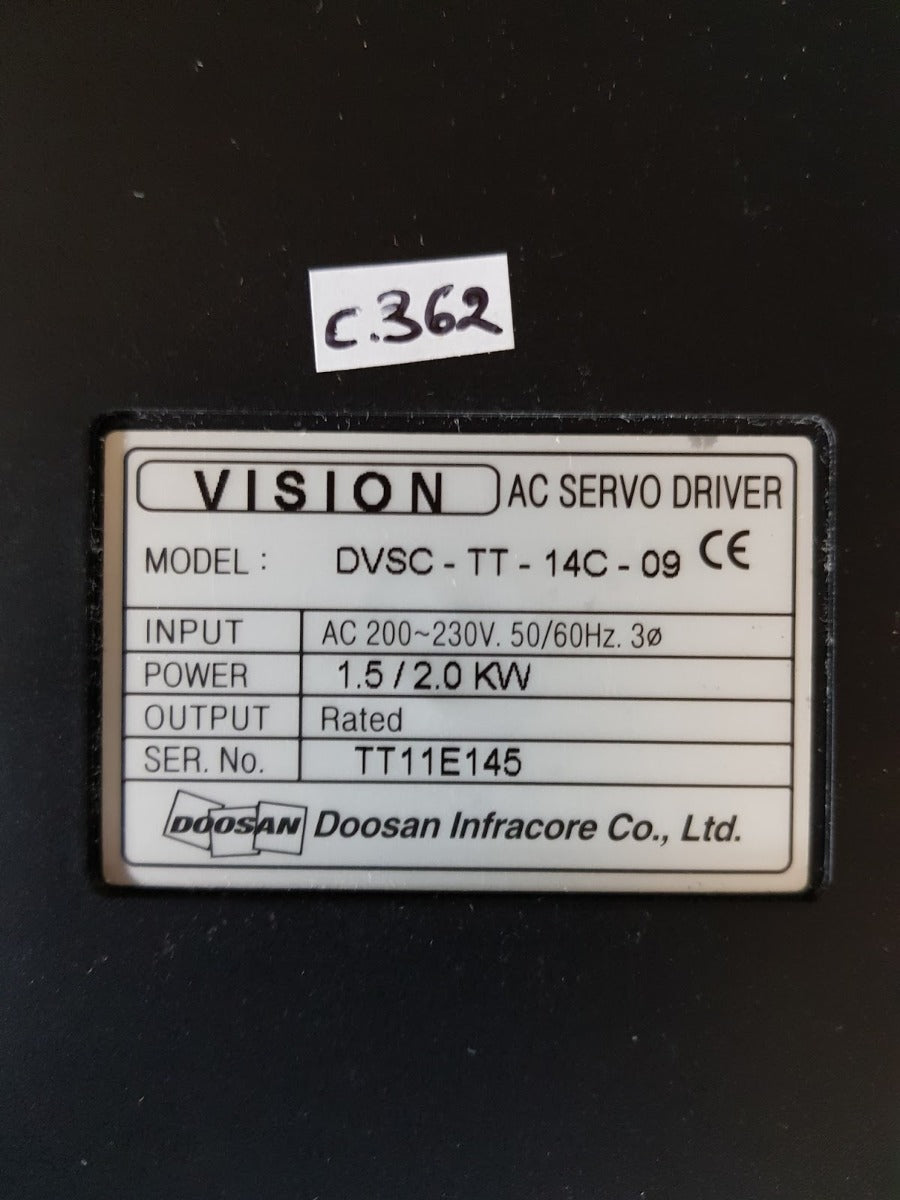 c.362
VISION AC SERVO DRIVER
MODEL : DVSC - TT - 14C - 09 CE
INPUT AC 200~230V. 50/60Hz. 3ø
POWER 1.5 / 2.0 KW
OUTPUT Rated
SER. No. TT11E145
DOOSAN Doosan Infracore Co., Ltd.